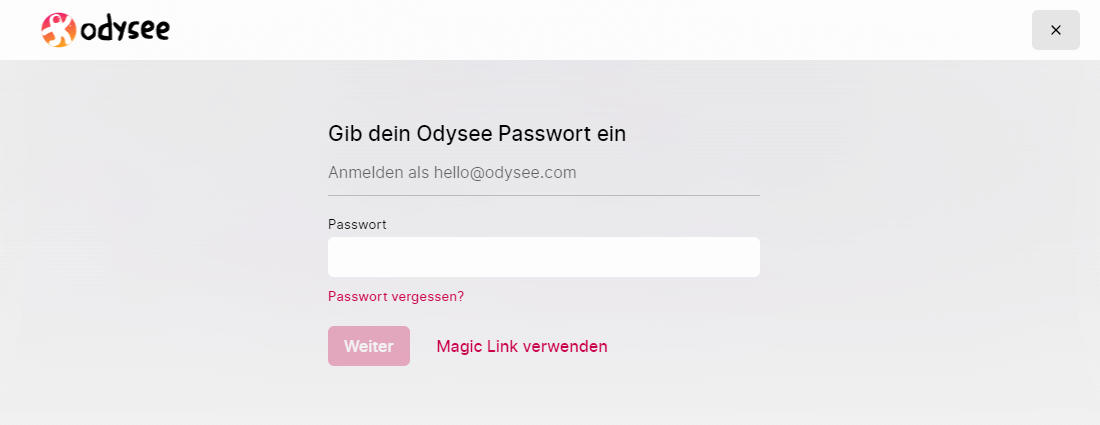 odysee
Gib dein Odysee Passwort ein
Anmelden als hello@odysee.com
Passwort
Passwort vergessen?
Weiter
Magic Link verwenden